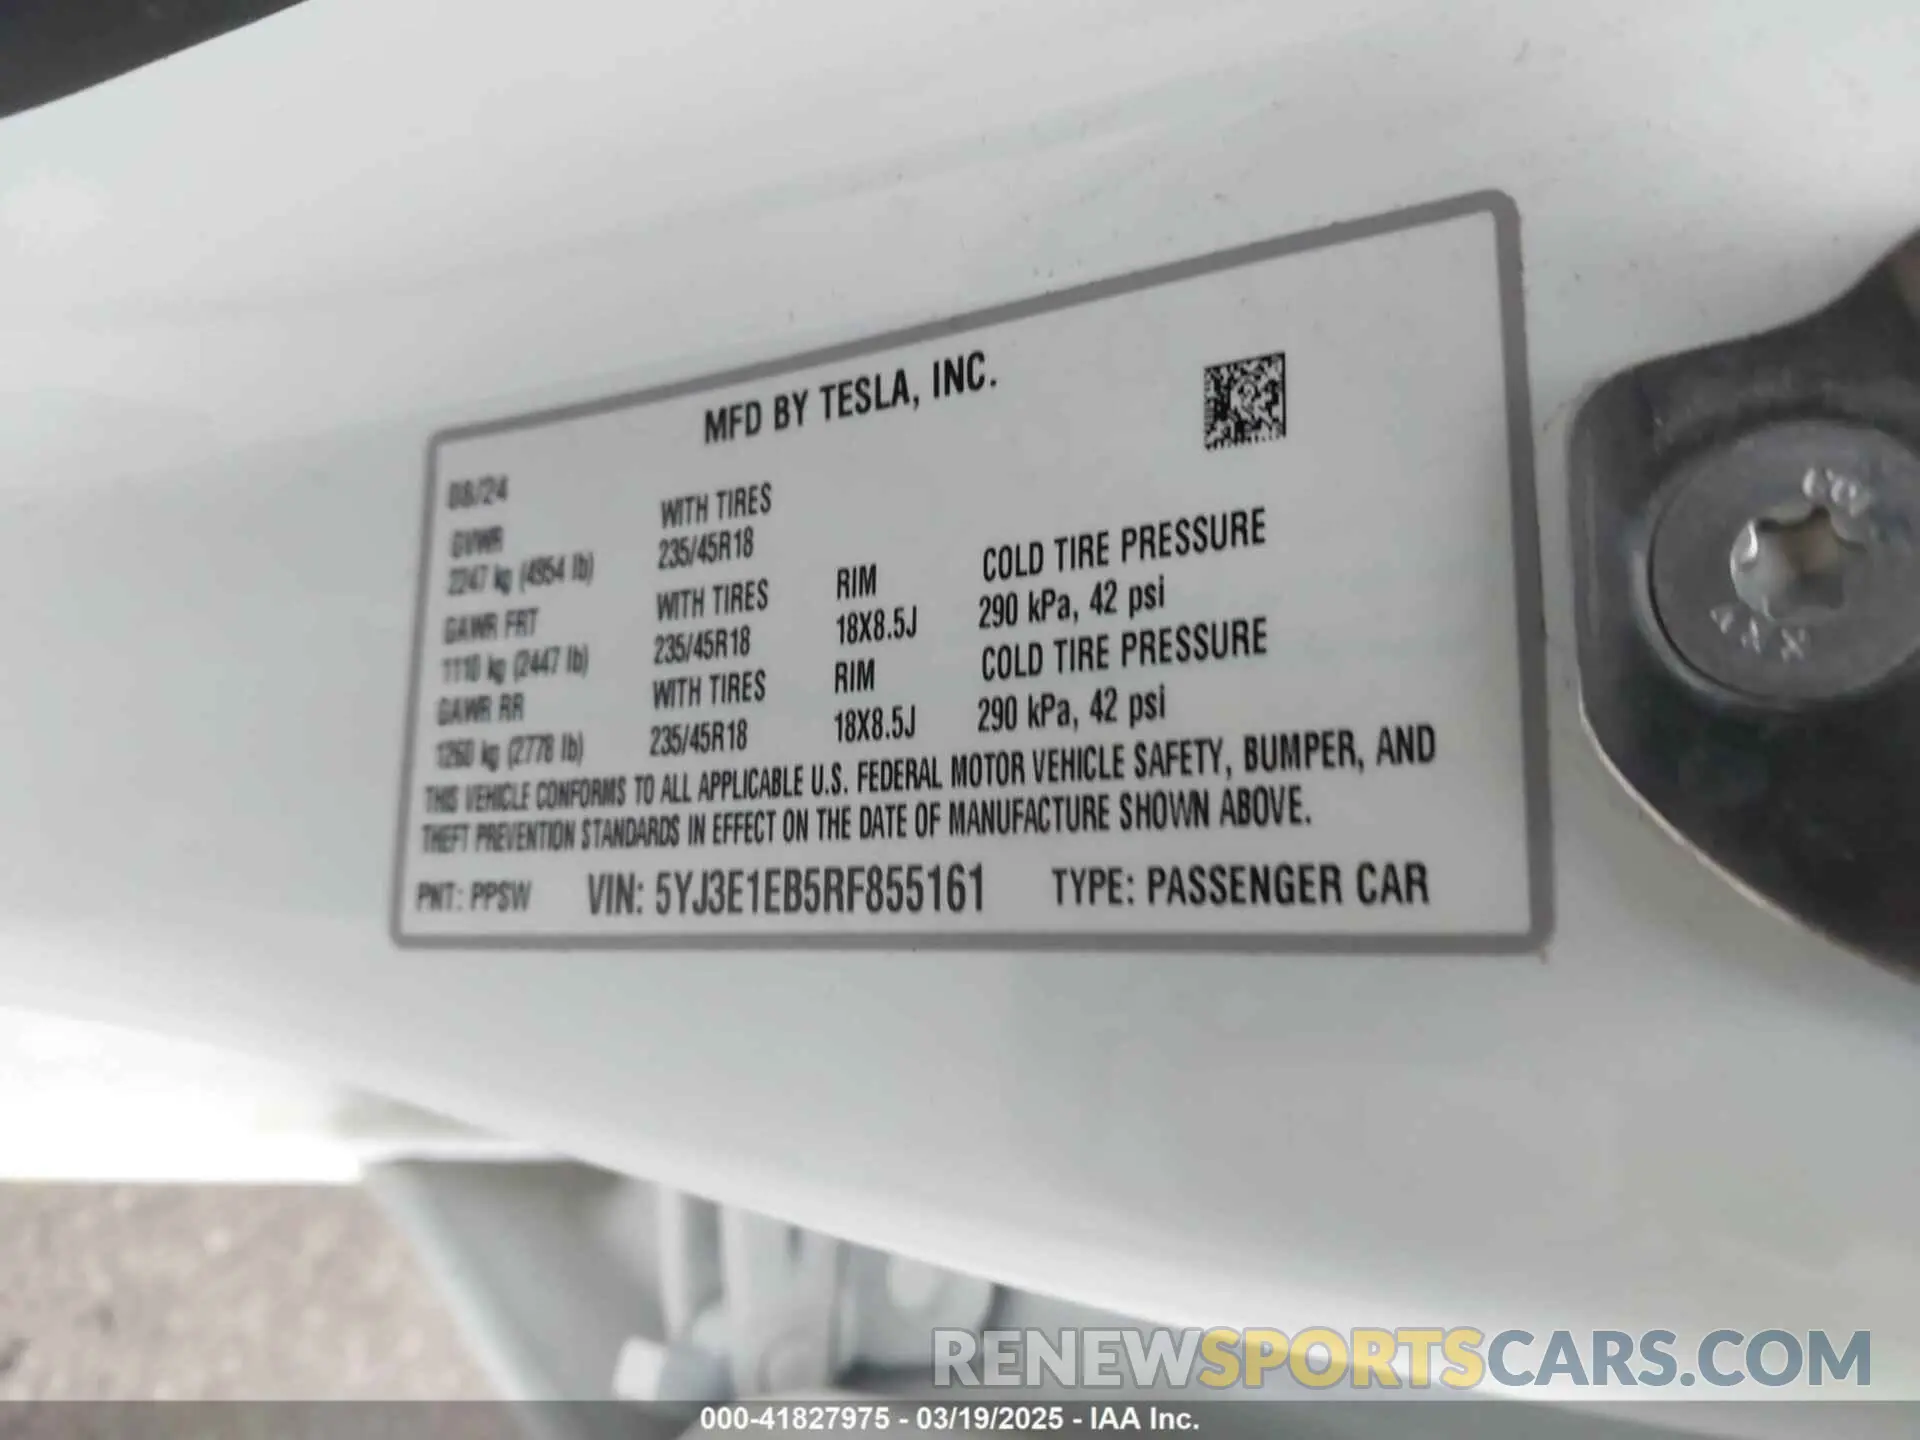 MFD BY TESLA, INC.
08/24
GVWR WITH TIRES
2247 kg (4954 lb) 235/45R18
GAWR FRT WITH TIRES RIM COLD TIRE PRESSURE
1110 kg (2447 lb) 235/45R18 18X8.5J 290 kPa, 42 psi
GAWR RR WITH TIRES RIM COLD TIRE PRESSURE
1260 kg (2778 lb) 235/45R18 18X8.5J 290 kPa, 42 psi
THIS VEHICLE CONFORMS TO ALL APPLICABLE U.S. FEDERAL MOTOR VEHICLE SAFETY, BUMPER, AND
THEFT PREVENTION STANDARDS IN EFFECT ON THE DATE OF MANUFACTURE SHOWN ABOVE.
PNT: PPSW VIN: 5YJ3E1EB5RF855161 TYPE: PASSENGER CAR
RENEWSPORTSCARS.COM
000-41827975 - 03/19/2025 - IAA Inc.